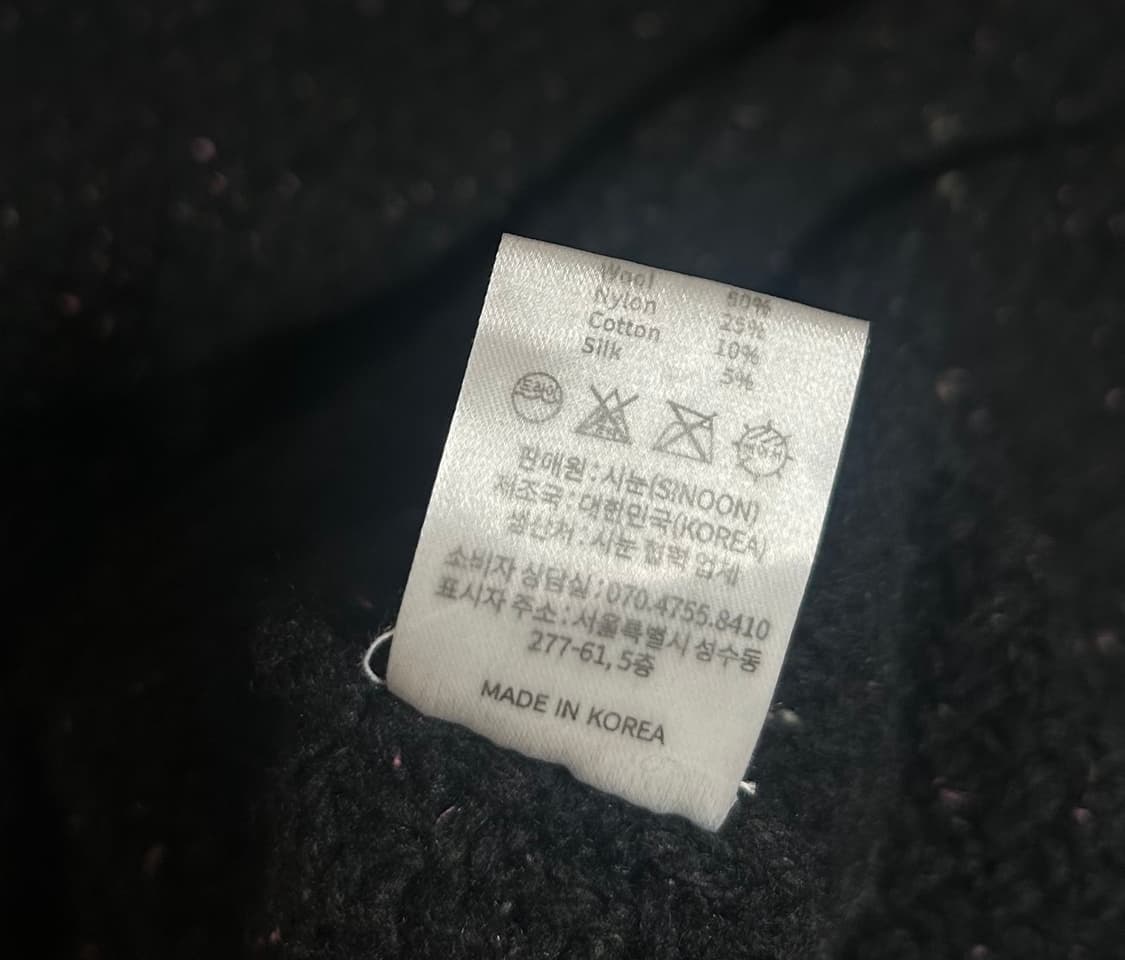 Wool 60%
Nylon 25%
Cotton 10%
Silk 5%
드라이
판매원 : 시눈(SINOON)
제조국 : 대한민국(KOREA)
생산처 : 시눈 협력 업체
소비자 상담실 : 070.4755.8410
표시자 주소 : 서울특별시 성수동
277-61, 5층
MADE IN KOREA